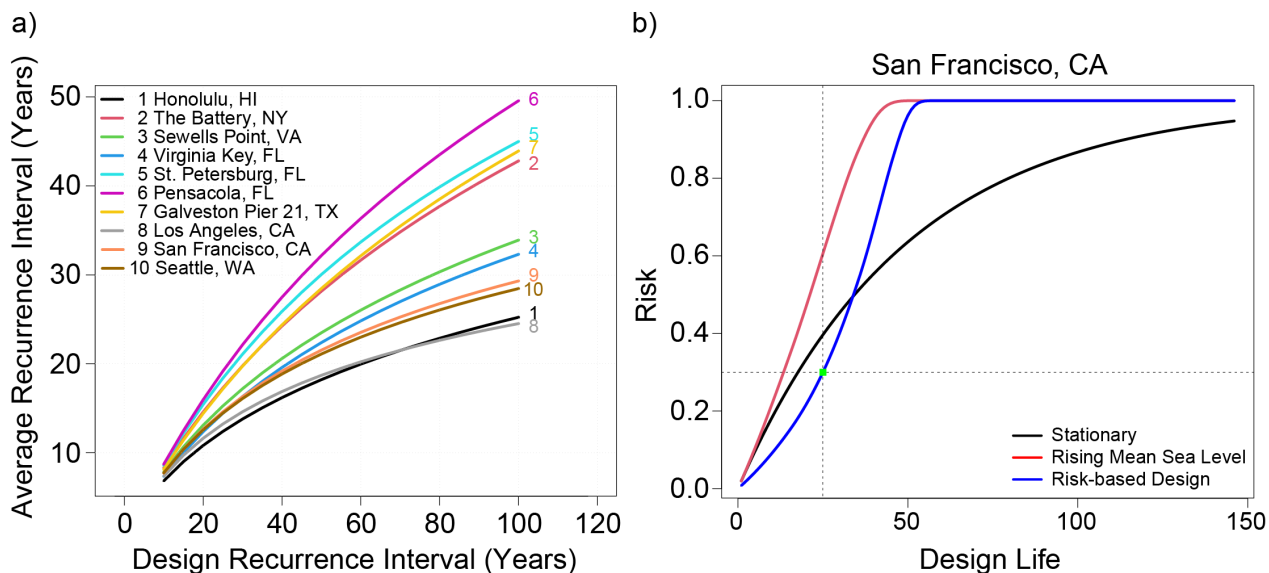 a)
Average Recurrence Interval (Years)
50
40
30
20
10
1 Honolulu, HI
2 The Battery, NY
3 Sewells Point, VA
4 Virginia Key, FL
5 St. Petersburg, FL
6 Pensacola, FL
7 Galveston Pier 21, TX
8 Los Angeles, CA
9 San Francisco, CA
10 Seattle, WA
6
5
7
2
3
4
9
10
1
8
0 20 40 60 80 100 120
Design Recurrence Interval (Years)
b)
San Francisco, CA
Risk
1.0
0.8
0.6
0.4
0.2
0.0
Stationary
Rising Mean Sea Level
Risk-based Design
0 50 100 150
Design Life